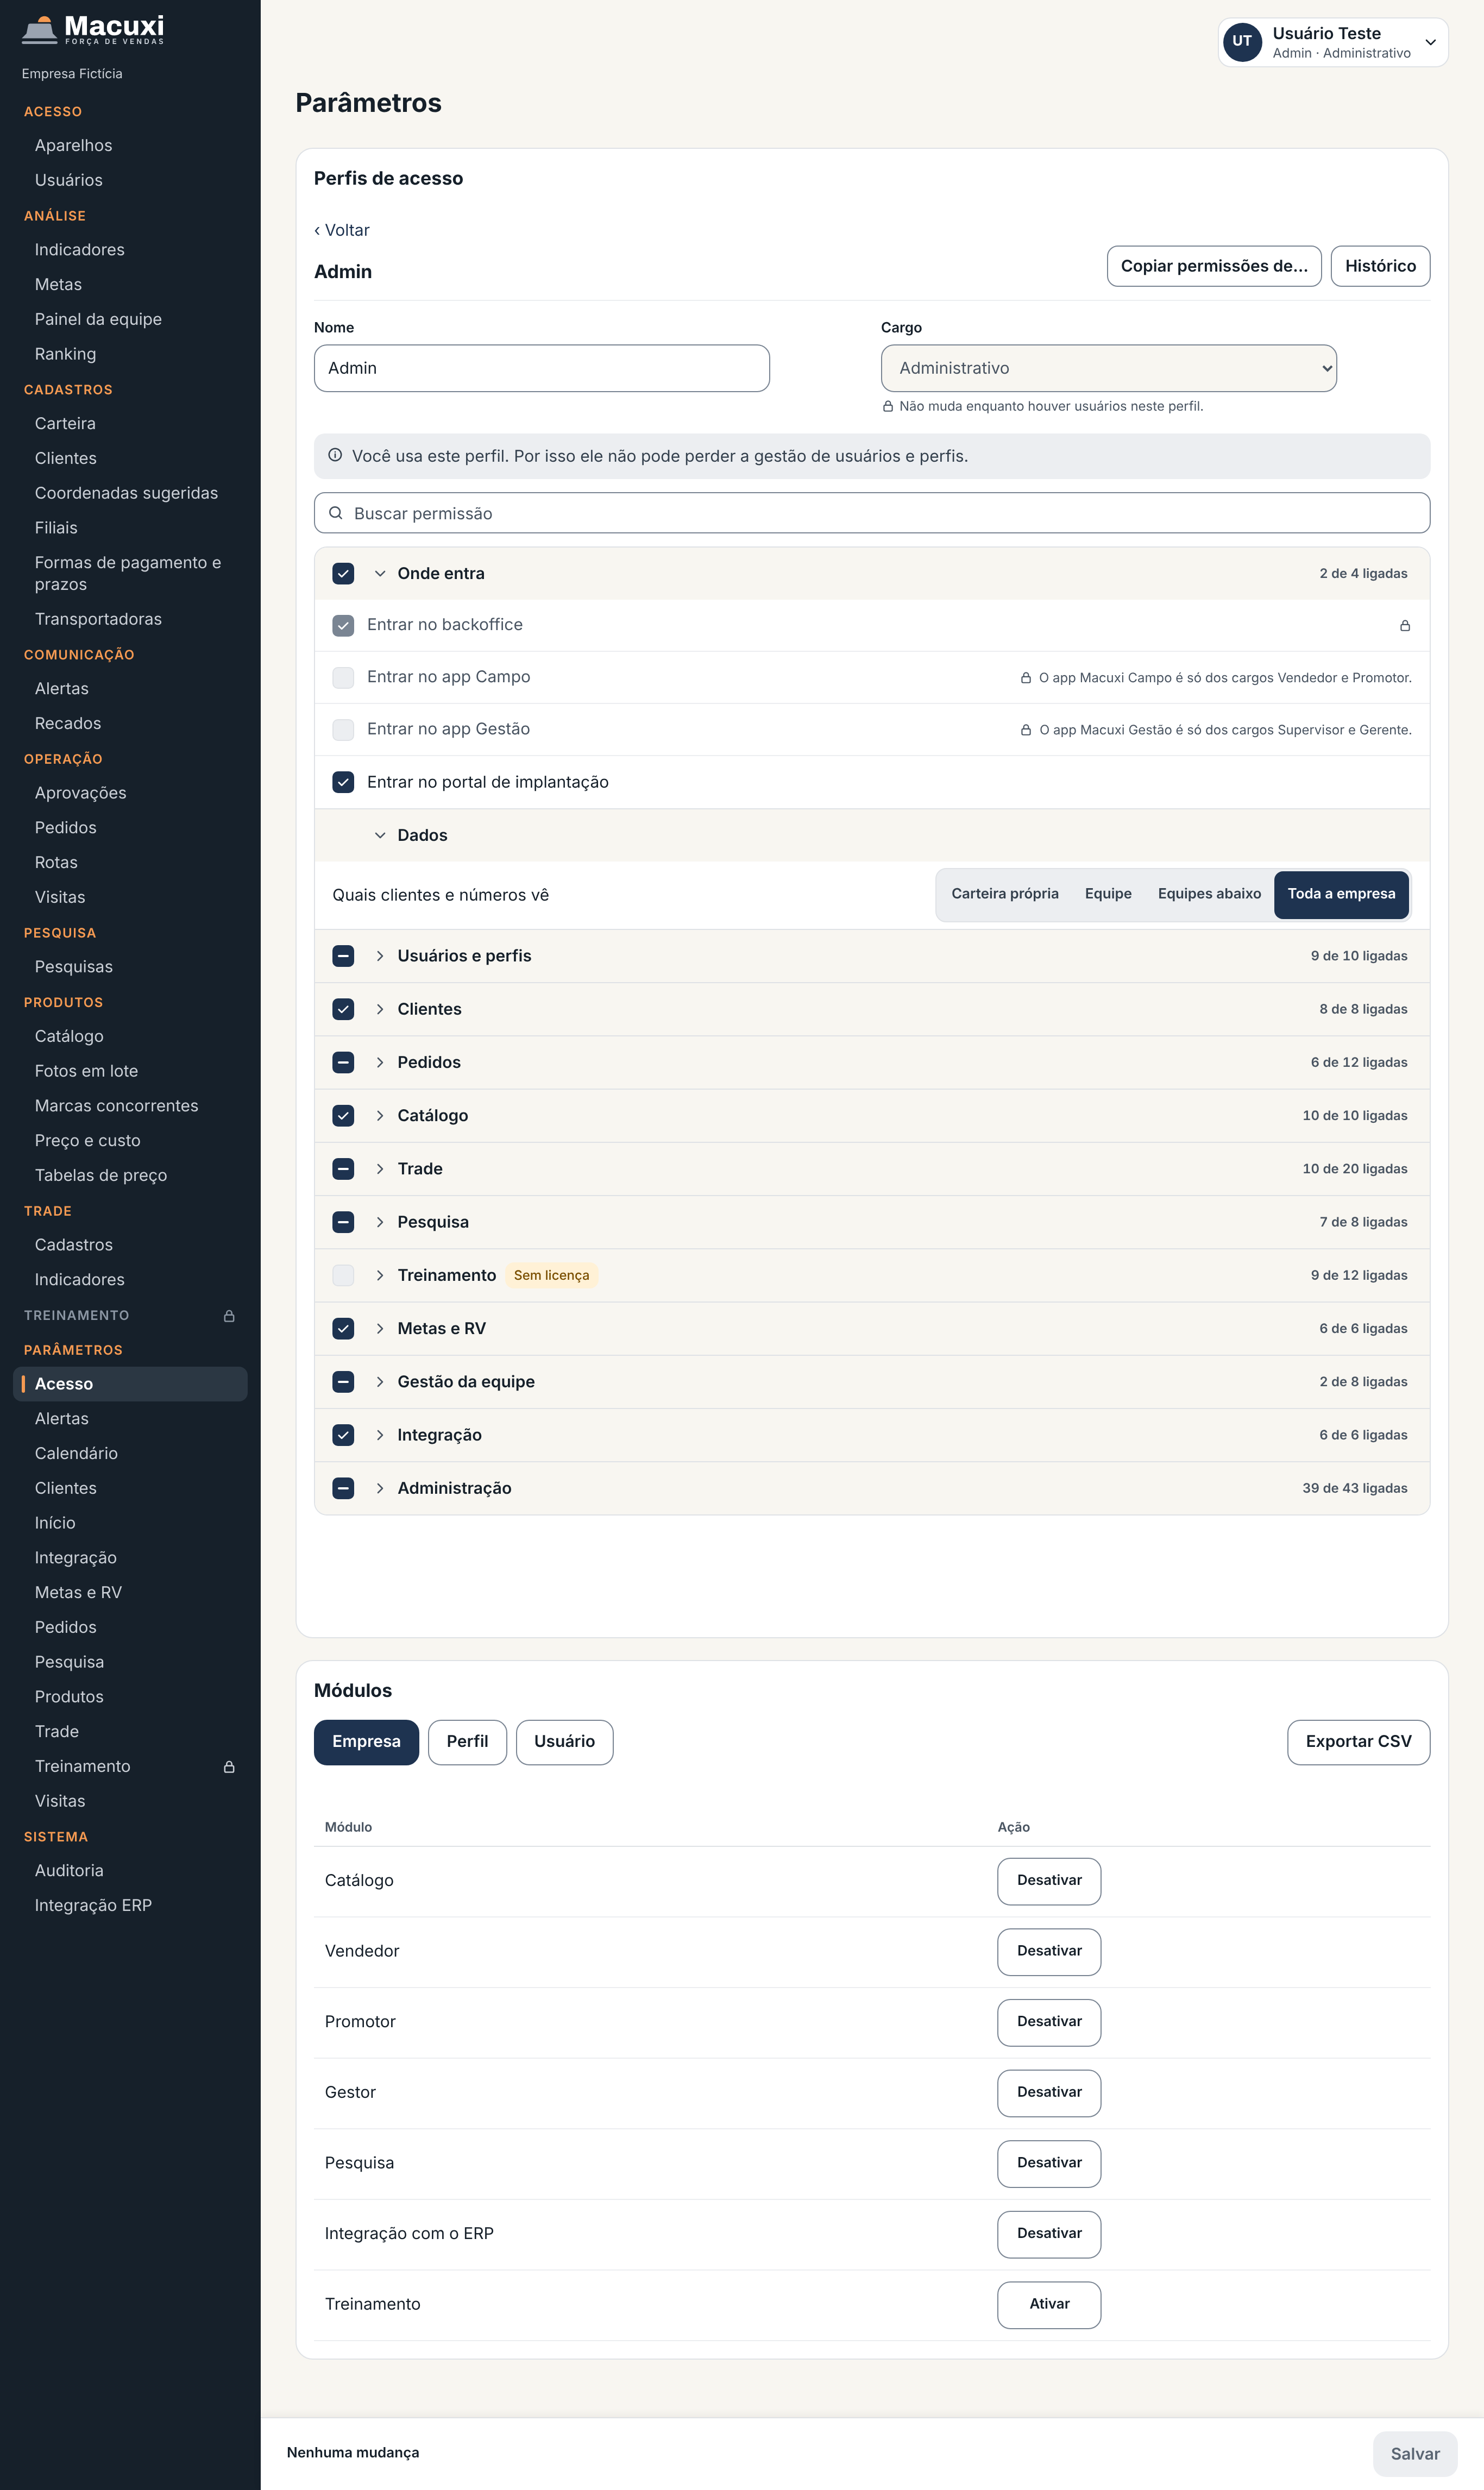 Macuxi
FORÇA DE VENDAS
Empresa Fictícia
ACESSO
Aparelhos
Usuários
ANÁLISE
Indicadores
Metas
Painel da equipe
Ranking
CADASTROS
Carteira
Clientes
Coordenadas sugeridas
Filiais
Formas de pagamento e
prazos
Transportadoras
COMUNICAÇÃO
Alertas
Recados
OPERAÇÃO
Aprovações
Pedidos
Rotas
Visitas
PESQUISA
Pesquisas
PRODUTOS
Catálogo
Fotos em lote
Marcas concorrentes
Preço e custo
Tabelas de preço
TRADE
Cadastros
Indicadores
TREINAMENTO
PARÂMETROS
Acesso
Alertas
Calendário
Clientes
Início
Integração
Metas e RV
Pedidos
Pesquisa
Produtos
Trade
Treinamento
Visitas
SISTEMA
Auditoria
Integração ERP
UT
Usuário Teste
Admin · Administrativo
Parâmetros
Perfis de acesso
‹ Voltar
Admin
Copiar permissões de...
Histórico
Nome
Cargo
Admin
Administrativo
Não muda enquanto houver usuários neste perfil.
Você usa este perfil. Por isso ele não pode perder a gestão de usuários e perfis.
Buscar permissão
Onde entra 2 de 4 ligadas
Entrar no backoffice
Entrar no app Campo O app Macuxi Campo é só dos cargos Vendedor e Promotor.
Entrar no app Gestão O app Macuxi Gestão é só dos cargos Supervisor e Gerente.
Entrar no portal de implantação
Dados
Quais clientes e números vê Carteira própria Equipe Equipes abaixo Toda a empresa
Usuários e perfis 9 de 10 ligadas
Clientes 8 de 8 ligadas
Pedidos 6 de 12 ligadas
Catálogo 10 de 10 ligadas
Trade 10 de 20 ligadas
Pesquisa 7 de 8 ligadas
Treinamento Sem licença 9 de 12 ligadas
Metas e RV 6 de 6 ligadas
Gestão da equipe 2 de 8 ligadas
Integração 6 de 6 ligadas
Administração 39 de 43 ligadas
Módulos
Empresa Perfil Usuário Exportar CSV
Módulo Ação
Catálogo Desativar
Vendedor Desativar
Promotor Desativar
Gestor Desativar
Pesquisa Desativar
Integração com o ERP Desativar
Treinamento Ativar
Nenhuma mudança Salvar